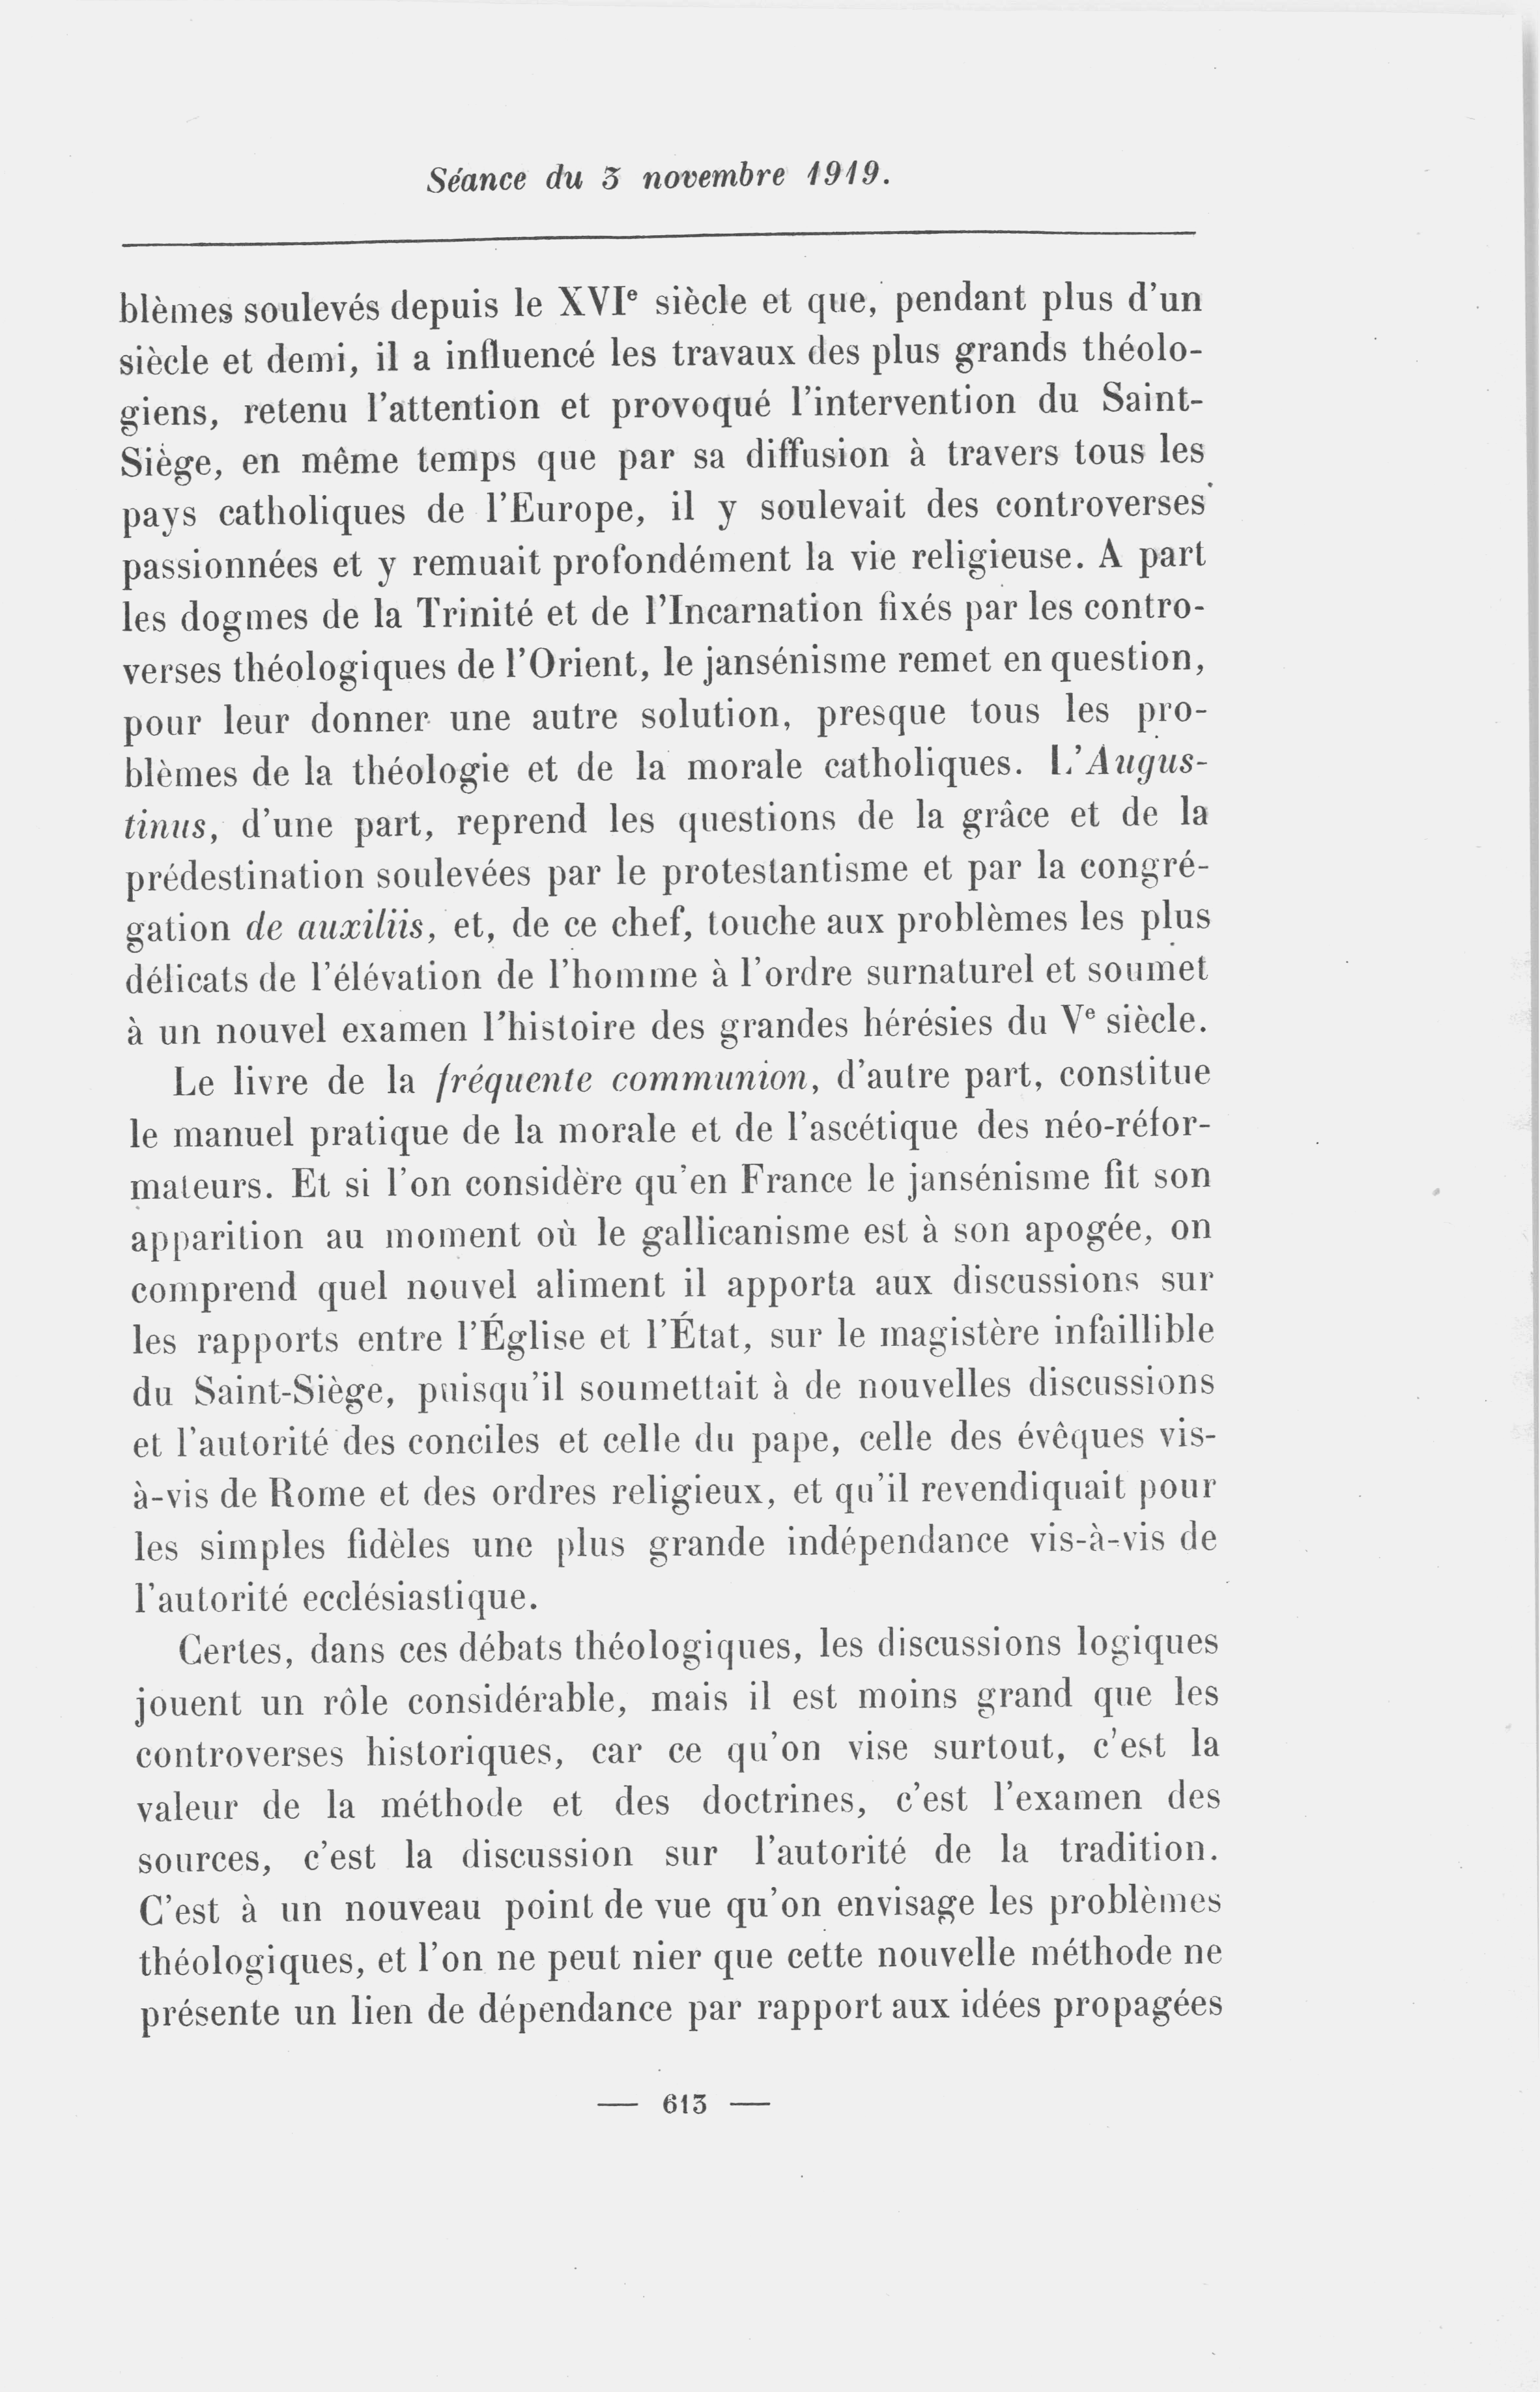 Séance du 3 novembre 1919.
blèmes soulevés depuis le XVIe siècle et que, pendant plus d'un
siècle et demi, il a influencé les travaux des plus grands théolo-
giens, retenu l'attention et provoqué l'intervention du Saint-
Siège, en même temps que par sa diffusion à travers tous les
pays catholiques de l'Europe, il y soulevait des controverses
passionnées et y remuait profondément la vie religieuse. A part
les dogmes de la Trinité et de l'Incarnation fixés par les contro-
verses théologiques de l'Orient, le jansénisme remet en question,
pour leur donner une autre solution, presque tous les pro-
blèmes de la théologie et de la morale catholiques. L'Augus-
tinus, d'une part, reprend les questions de la grâce et de la
prédestination soulevées par le protestantisme et par la congré-
gation de auxiliis, et, de ce chef, touche aux problèmes les plus
délicats de l'élévation de l'homme à l'ordre surnaturel et soumet
à un nouvel examen l'histoire des grandes hérésies du Ve siècle.
Le livre de la fréquente communion, d'autre part, constitue
le manuel pratique de la morale et de l'ascétique des néo-réfor-
mateurs. Et si l'on considère qu'en France le jansénisme fit son
apparition au moment où le gallicanisme est à son apogée, on
comprend quel nouvel aliment il apporta aux discussions sur
les rapports entre l'Église et l'État, sur le magistère infaillible
du Saint-Siège, puisqu'il soumettait à de nouvelles discussions
et l'autorité des conciles et celle du pape, celle des évêques vis-
à-vis de Rome et des ordres religieux, et qu'il revendiquait pour
les simples fidèles une plus grande indépendance vis-à-vis de
l'autorité ecclésiastique.
Certes, dans ces débats théologiques, les discussions logiques
jouent un rôle considérable, mais il est moins grand que les
controverses historiques, car ce qu'on vise surtout, c'est la
valeur de la méthode et des doctrines, c'est l'examen des
sources, c'est la discussion sur l'autorité de la tradition.
C'est à un nouveau point de vue qu'on envisage les problèmes
théologiques, et l'on ne peut nier que cette nouvelle méthode ne
présente un lien de dépendance par rapport aux idées propagées
— 613 —